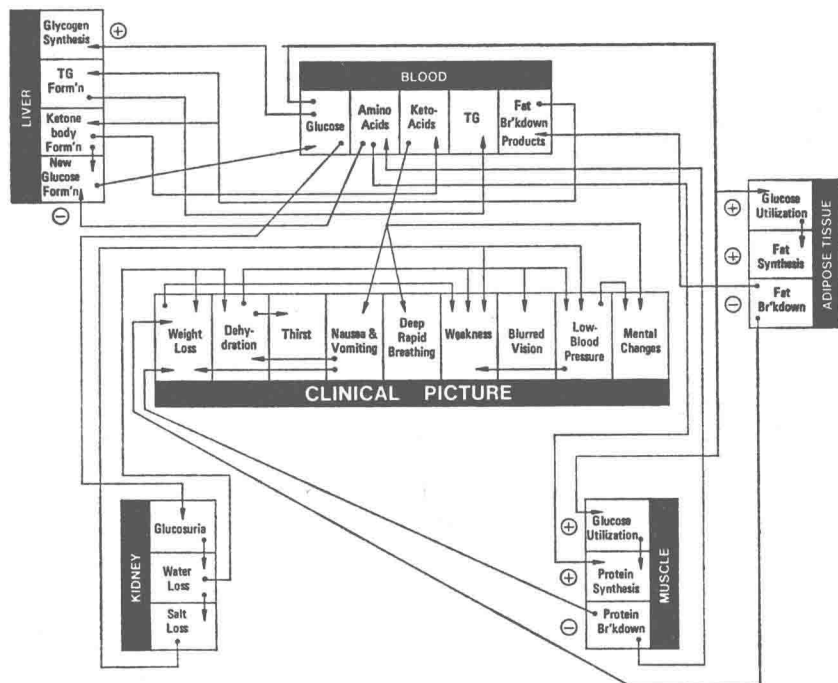 LIVER
Glycogen
Synthesis
+
TG
Form'n
Ketone
body
Form'n
New
Glucose
Form'n
−
BLOOD
Glucose
Amino
Acids
Keto-
Acids
TG
Fat
Br'kdown
Products
ADIPOSE TISSUE
+
Glucose
Utilization
+
Fat
Synthesis
−
Fat
Br'kdown
Weight
Loss
Dehy-
dration
Thirst
Nausea &
Vomiting
Deep
Rapid
Breathing
Weakness
Blurred
Vision
Low-
Blood
Pressure
Mental
Changes
CLINICAL PICTURE
KIDNEY
Glucosuria
Water
Loss
Salt
Loss
MUSCLE
+
Glucose
Utilization
+
Protein
Synthesis
−
Protein
Br'kdown